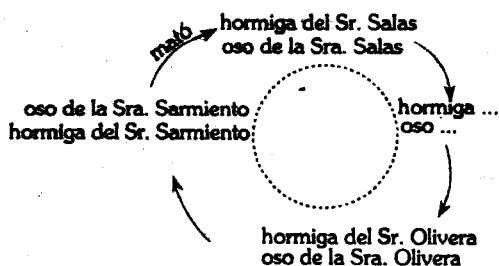 mató
hormiga del Sr. Salas
oso de la Sra. Salas
oso de la Sra. Sarmiento
hormiga del Sr. Sarmiento
hormiga ...
oso ...
hormiga del Sr. Olivera
oso de la Sra. Olivera